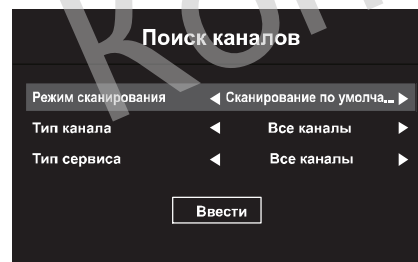 Поиск каналов
Режим сканирования ◀ Сканирование по умолча... ▶
Тип канала ◀ Все каналы ▶
Тип сервиса ◀ Все каналы ▶
Ввести